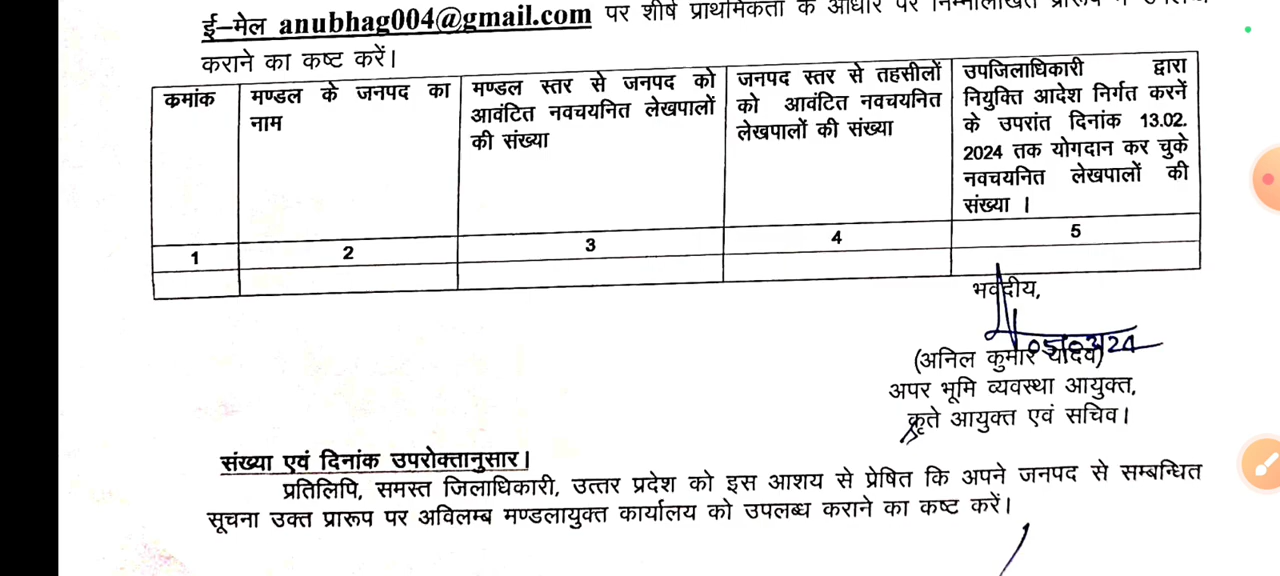 ई–मेल anubhag004@gmail.com पर शीर्ष प्राथमिकता के आधार पर निम्नलिखित प्रारूप
कराने का कष्ट करें।
क्रमांक
मण्डल के जनपद का
नाम
मण्डल स्तर से जनपद को
आवंटित नवचयनित लेखपालों
की संख्या
जनपद स्तर से तहसीलों
को आवंटित नवचयनित
लेखपालों की संख्या
उपजिलाधिकारी द्वारा
नियुक्ति आदेश निर्गत करनें
के उपरांत दिनांक 13.02.
2024 तक योगदान कर चुके
नवचयनित लेखपालों की
संख्या ।
1
2
3
4
5
भवदीय,
(अनिल कुमार यादव)
अपर भूमि व्यवस्था आयुक्त,
कृते आयुक्त एवं सचिव।
संख्या एवं दिनांक उपरोक्तानुसार।
प्रतिलिपि, समस्त जिलाधिकारी, उत्तर प्रदेश को इस आशय से प्रेषित कि अपने जनपद से सम्बन्धित
सूचना उक्त प्रारूप पर अविलम्ब मण्डलायुक्त कार्यालय को उपलब्ध कराने का कष्ट करें।